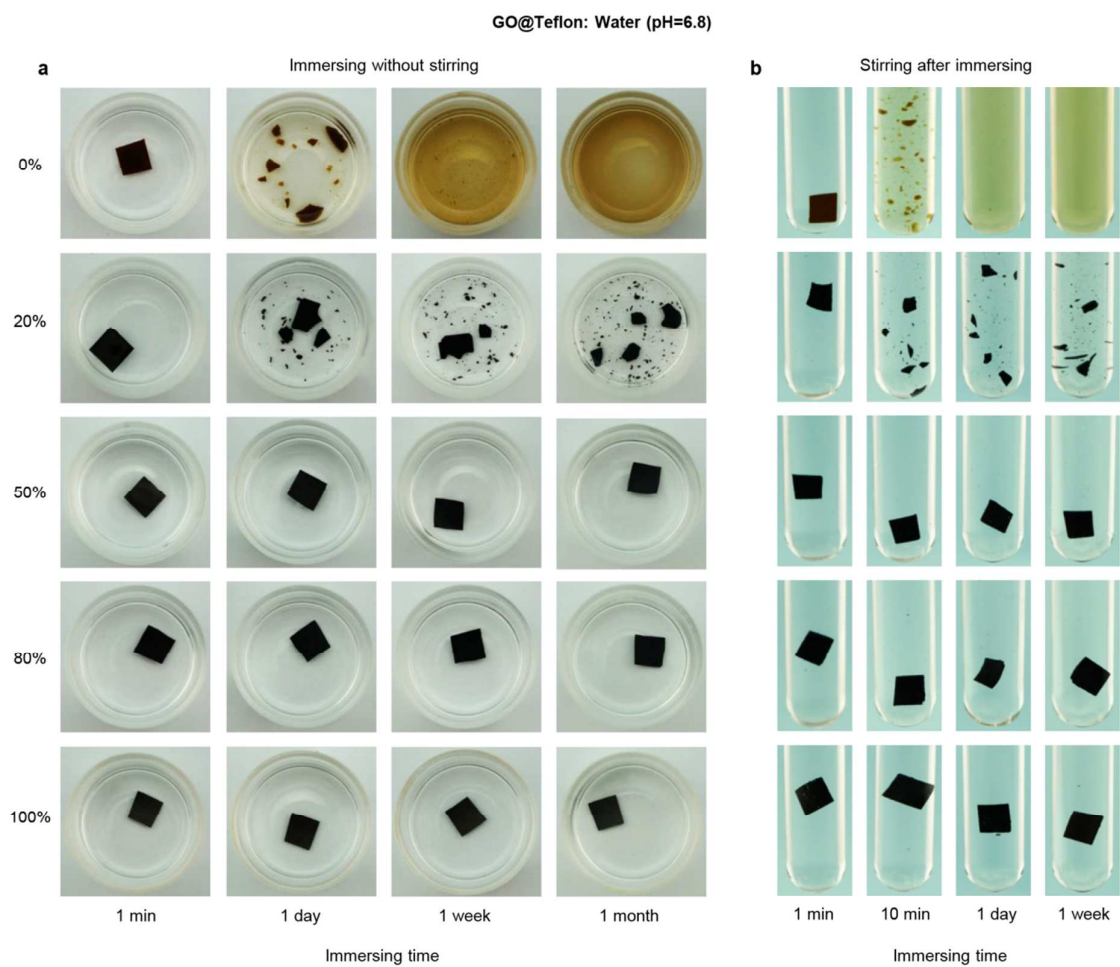 GO@Teflon: Water (pH=6.8)
a
Immersing without stirring
b
Stirring after immersing
0%
20%
50%
80%
100%
1 min
1 day
1 week
1 month
1 min
10 min
1 day
1 week
Immersing time
Immersing time